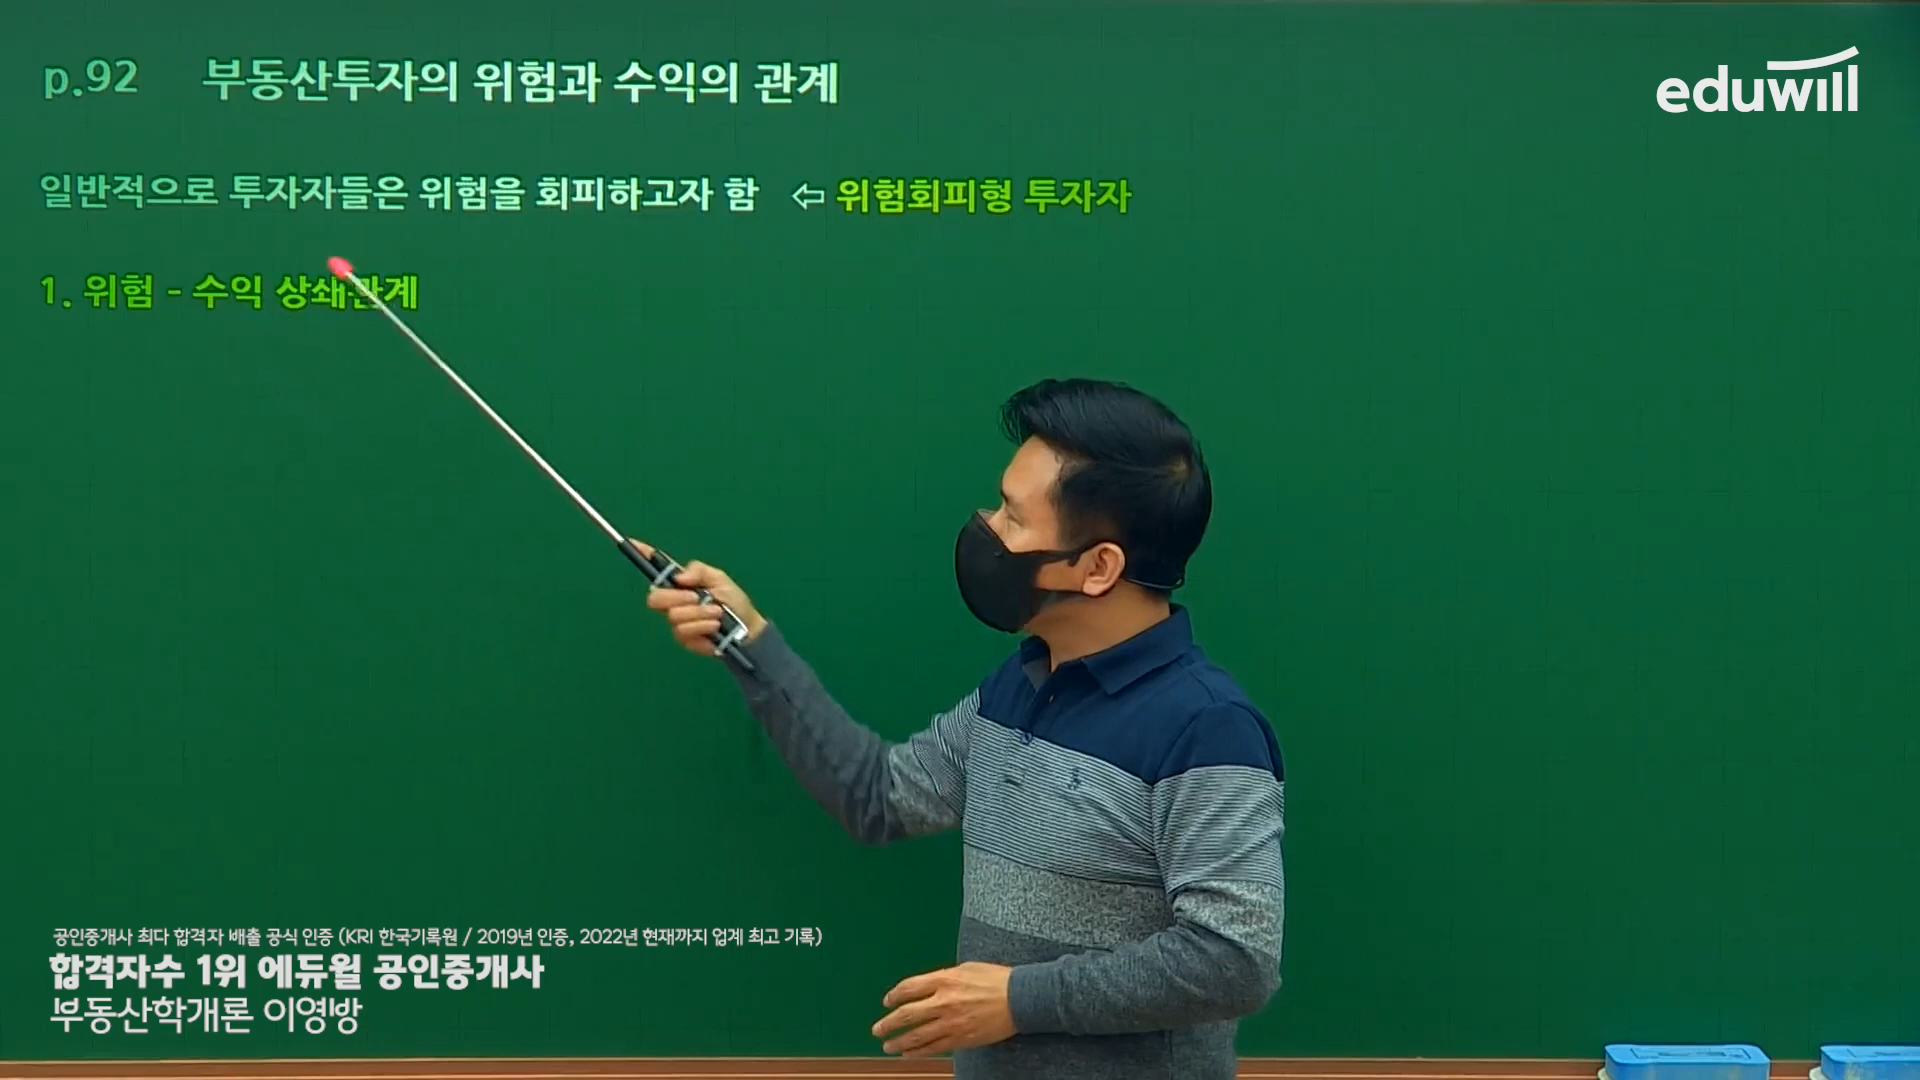 p.92 부동산투자의 위험과 수익의 관계
eduwill
일반적으로 투자자들은 위험을 회피하고자 함 ⇦ 위험회피형 투자자
1. 위험 - 수익 상쇄관계
공인중개사 최다 합격자 배출 공식 인증 (KRI 한국기록원 / 2019년 인증, 2022년 현재까지 업계 최고 기록)
합격자수 1위 에듀윌 공인중개사
부동산학개론 이영방